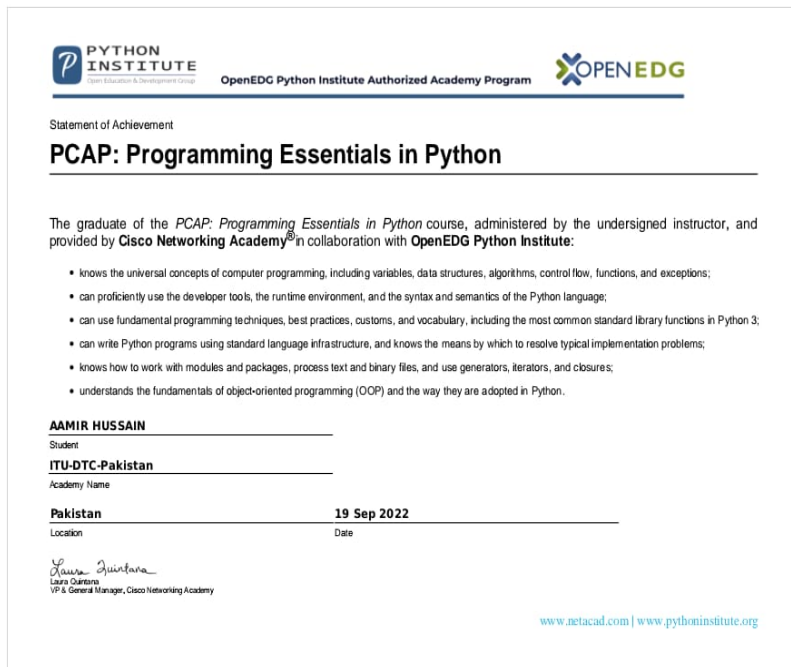 PYTHON
INSTITUTE
Open Education & Development Group
OpenEDG Python Institute Authorized Academy Program
OPENEDG
Statement of Achievement
PCAP: Programming Essentials in Python
The graduate of the PCAP: Programming Essentials in Python course, administered by the undersigned instructor, and
provided by Cisco Networking Academy® in collaboration with OpenEDG Python Institute:
• knows the universal concepts of computer programming, including variables, data structures, algorithms, control flow, functions, and exceptions;
• can proficiently use the developer tools, the runtime environment, and the syntax and semantics of the Python language;
• can use fundamental programming techniques, best practices, customs, and vocabulary, including the most common standard library functions in Python 3;
• can write Python programs using standard language infrastructure, and knows the means by which to resolve typical implementation problems;
• knows how to work with modules and packages, process text and binary files, and use generators, iterators, and closures;
• understands the fundamentals of object-oriented programming (OOP) and the way they are adopted in Python.
AAMIR HUSSAIN
Student
ITU-DTC-Pakistan
Academy Name
Pakistan 19 Sep 2022
Location Date
Laura Quintana
Laura Quintana
VP & General Manager, Cisco Networking Academy
www.netacad.com | www.pythoninstitute.org